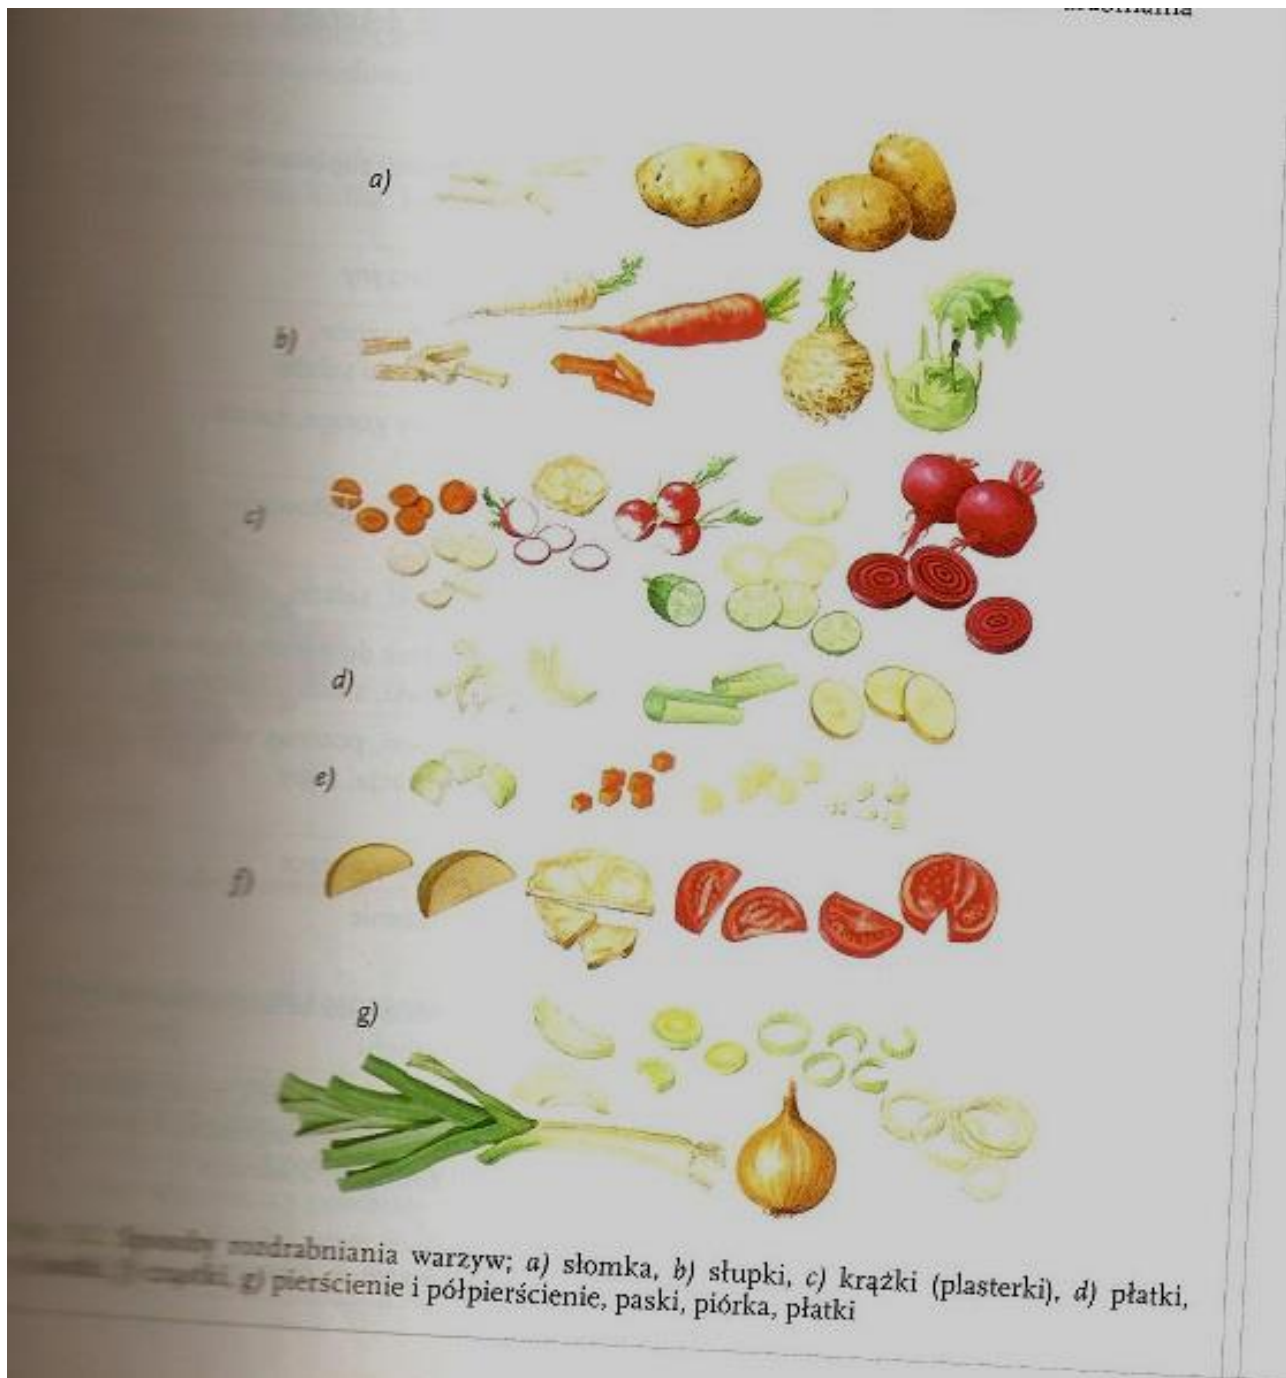 a)
b)
c)
d)
e)
f)
g)
Sposoby rozdrabniania warzyw; a) słomka, b) słupki, c) krążki (plasterki), d) płatki,
g) pierścienie i półpierścienie, paski, piórka, płatki